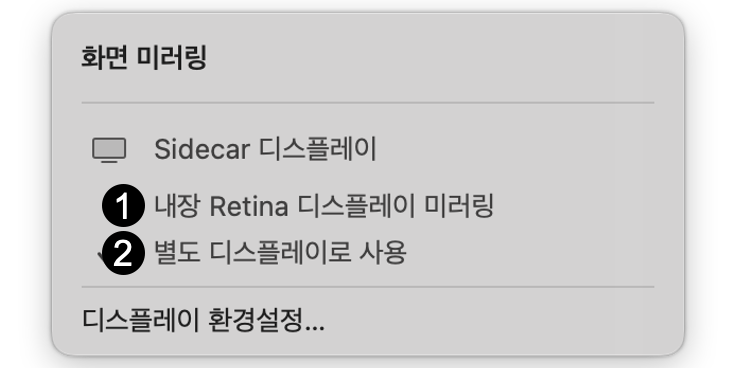 화면 미러링
Sidecar 디스플레이
1 내장 Retina 디스플레이 미러링
2 별도 디스플레이로 사용
디스플레이 환경설정...